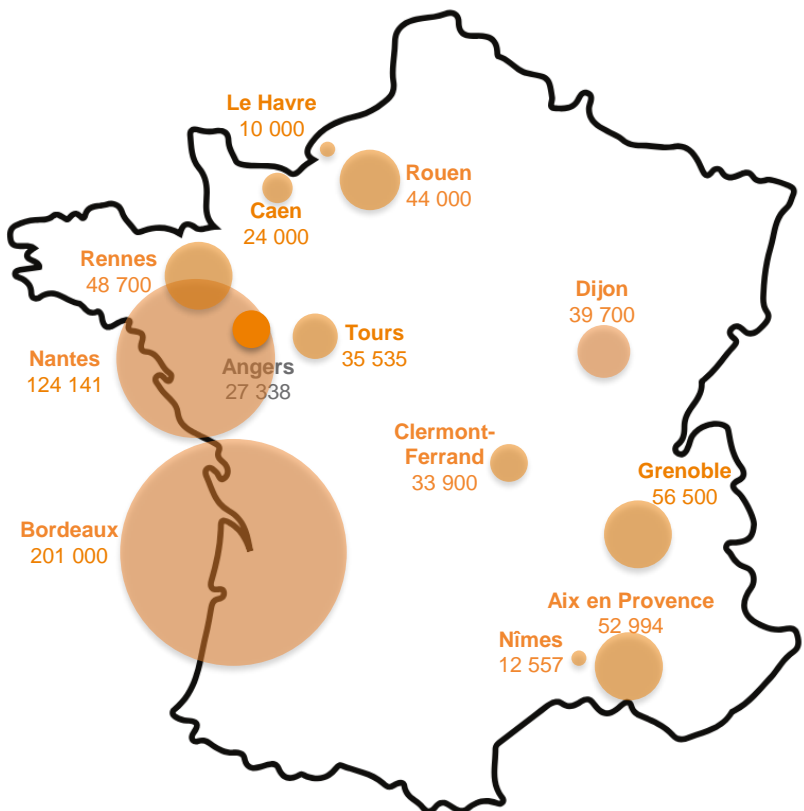 Le Havre
10 000
Rouen
44 000
Caen
24 000
Rennes
48 700
Dijon
39 700
Tours
35 535
Nantes
124 141
Angers
27 338
Clermont-
Ferrand
33 900
Grenoble
56 500
Bordeaux
201 000
Aix en Provence
52 994
Nîmes
12 557